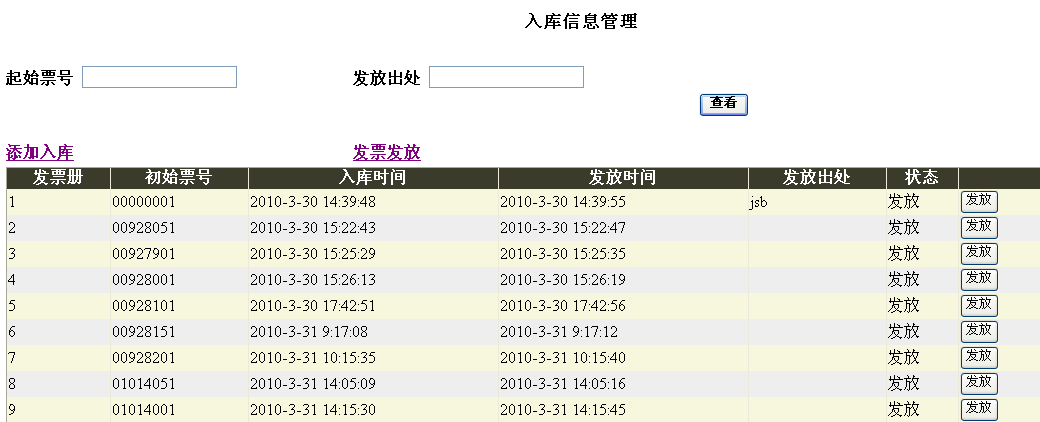 入库信息管理
起始票号 发放出处
查看
添加入库 发票发放
发票册 初始票号 入库时间 发放时间 发放出处 状态
1 00000001 2010-3-30 14:39:48 2010-3-30 14:39:55 jsb 发放 发放
2 00928051 2010-3-30 15:22:43 2010-3-30 15:22:47 发放 发放
3 00927901 2010-3-30 15:25:29 2010-3-30 15:25:35 发放 发放
4 00928001 2010-3-30 15:26:13 2010-3-30 15:26:19 发放 发放
5 00928101 2010-3-30 17:42:51 2010-3-30 17:42:56 发放 发放
6 00928151 2010-3-31 9:17:08 2010-3-31 9:17:12 发放 发放
7 00928201 2010-3-31 10:15:35 2010-3-31 10:15:40 发放 发放
8 01014051 2010-3-31 14:05:09 2010-3-31 14:05:16 发放 发放
9 01014001 2010-3-31 14:15:30 2010-3-31 14:15:45 发放 发放